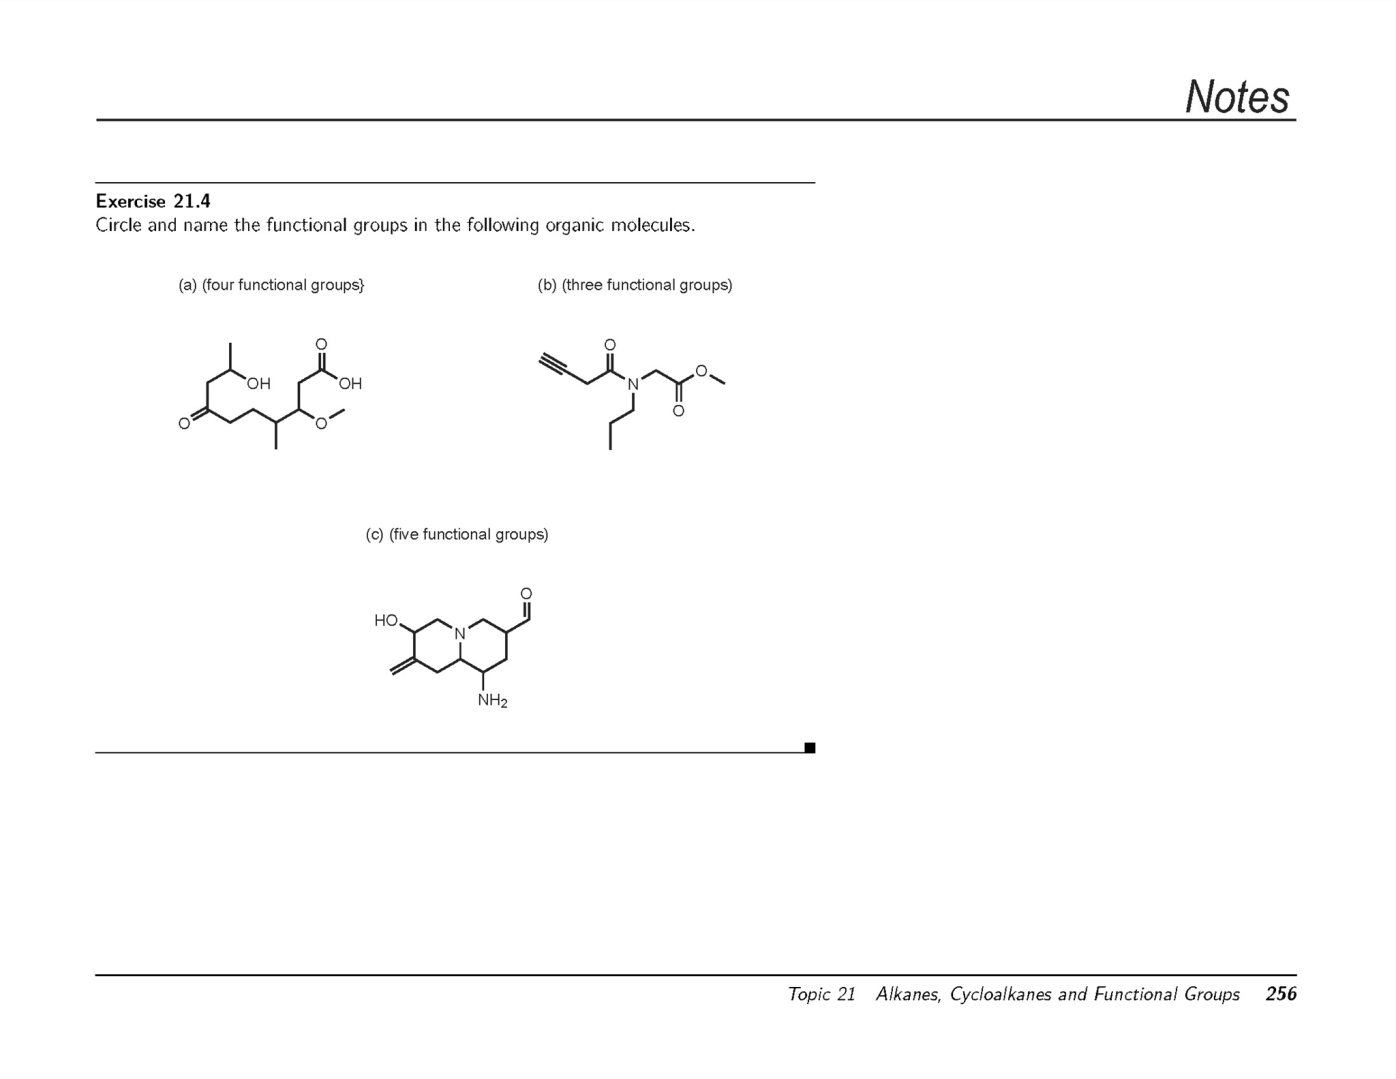 Notes
Exercise 21.4
Circle and name the functional groups in the following organic molecules.
(a) (four functional groups}
(b) (three functional groups)
O
OH
OH
O
O
O
N
O
O
(c) (five functional groups)
O
HO
N
NH2
Topic 21 Alkanes, Cycloalkanes and Functional Groups 256